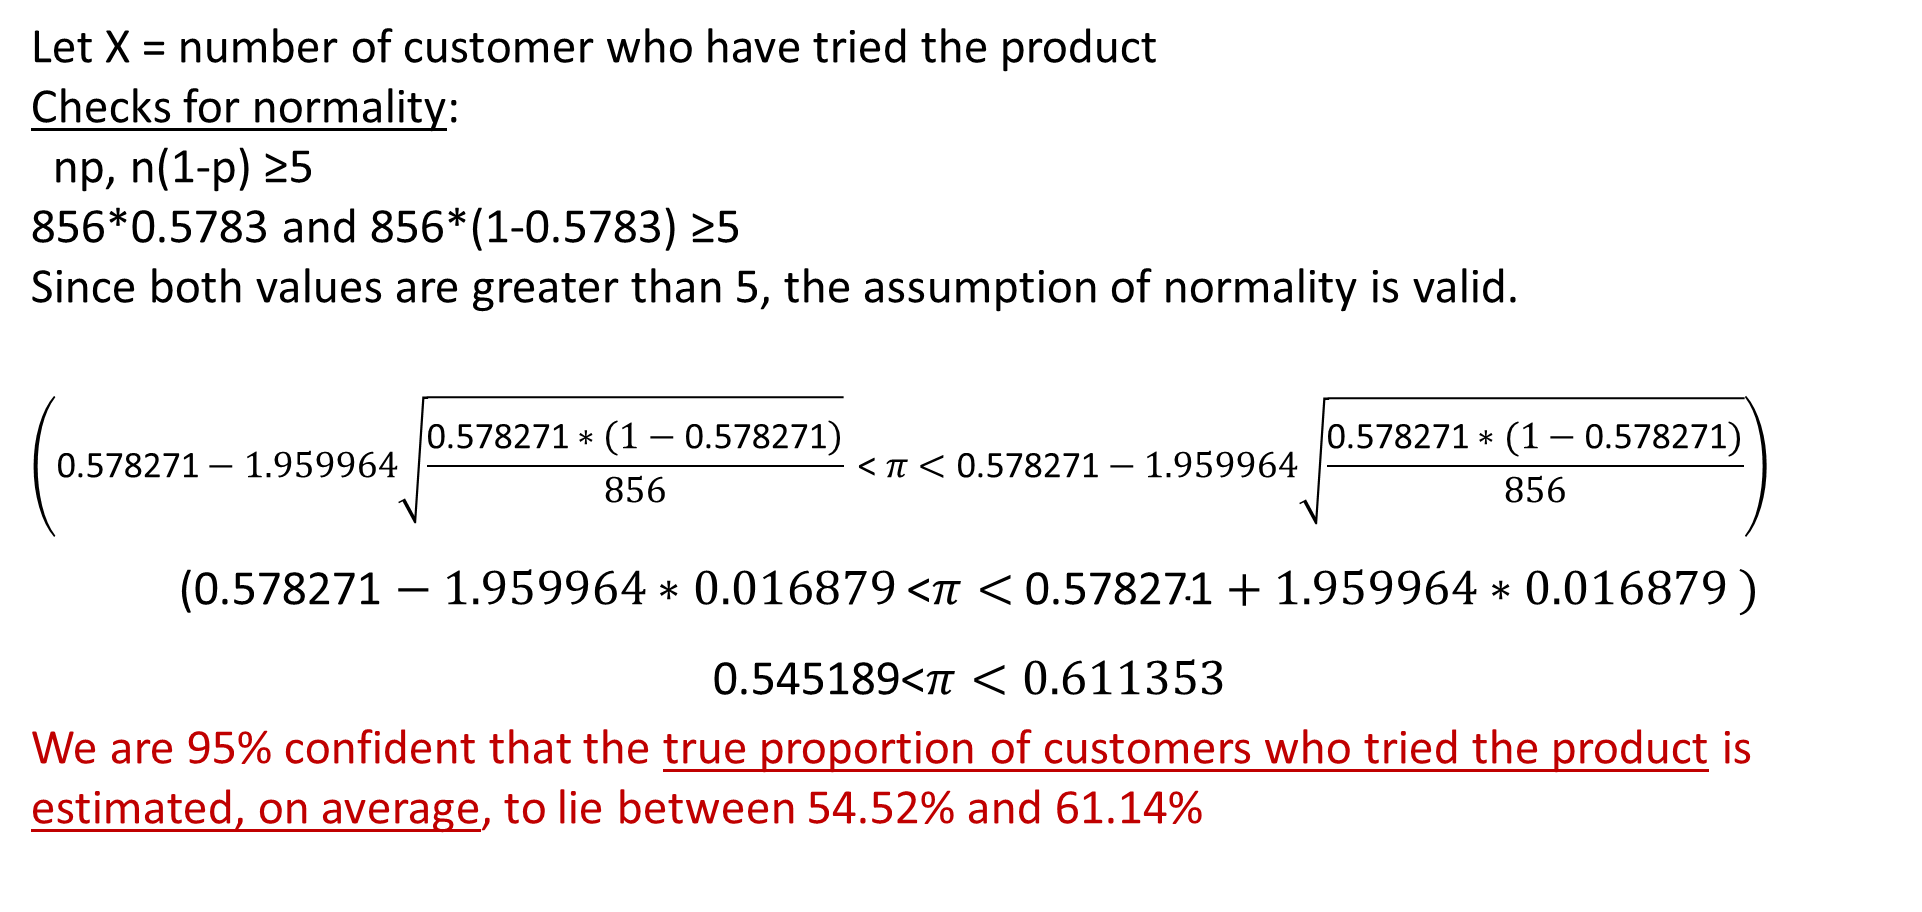 Let X = number of customer who have tried the product
Checks for normality:
np, n(1-p) ≥5
856*0.5783 and 856*(1-0.5783) ≥5
Since both values are greater than 5, the assumption of normality is valid.
(0.578271 − 1.959964 √(0.578271 ∗ (1 − 0.578271) / 856) < π < 0.578271 − 1.959964 √(0.578271 ∗ (1 − 0.578271) / 856))
(0.578271 − 1.959964 ∗ 0.016879 <π < 0.578271 + 1.959964 ∗ 0.016879 )
0.545189<π < 0.611353
We are 95% confident that the true proportion of customers who tried the product is
estimated, on average, to lie between 54.52% and 61.14%